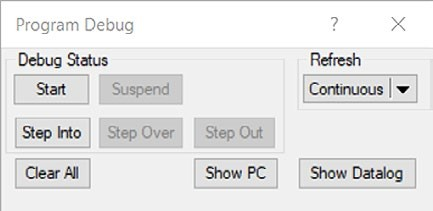 Program Debug ?
Debug Status Refresh
Start Suspend Continuous
Step Into Step Over Step Out
Clear All Show PC Show Datalog